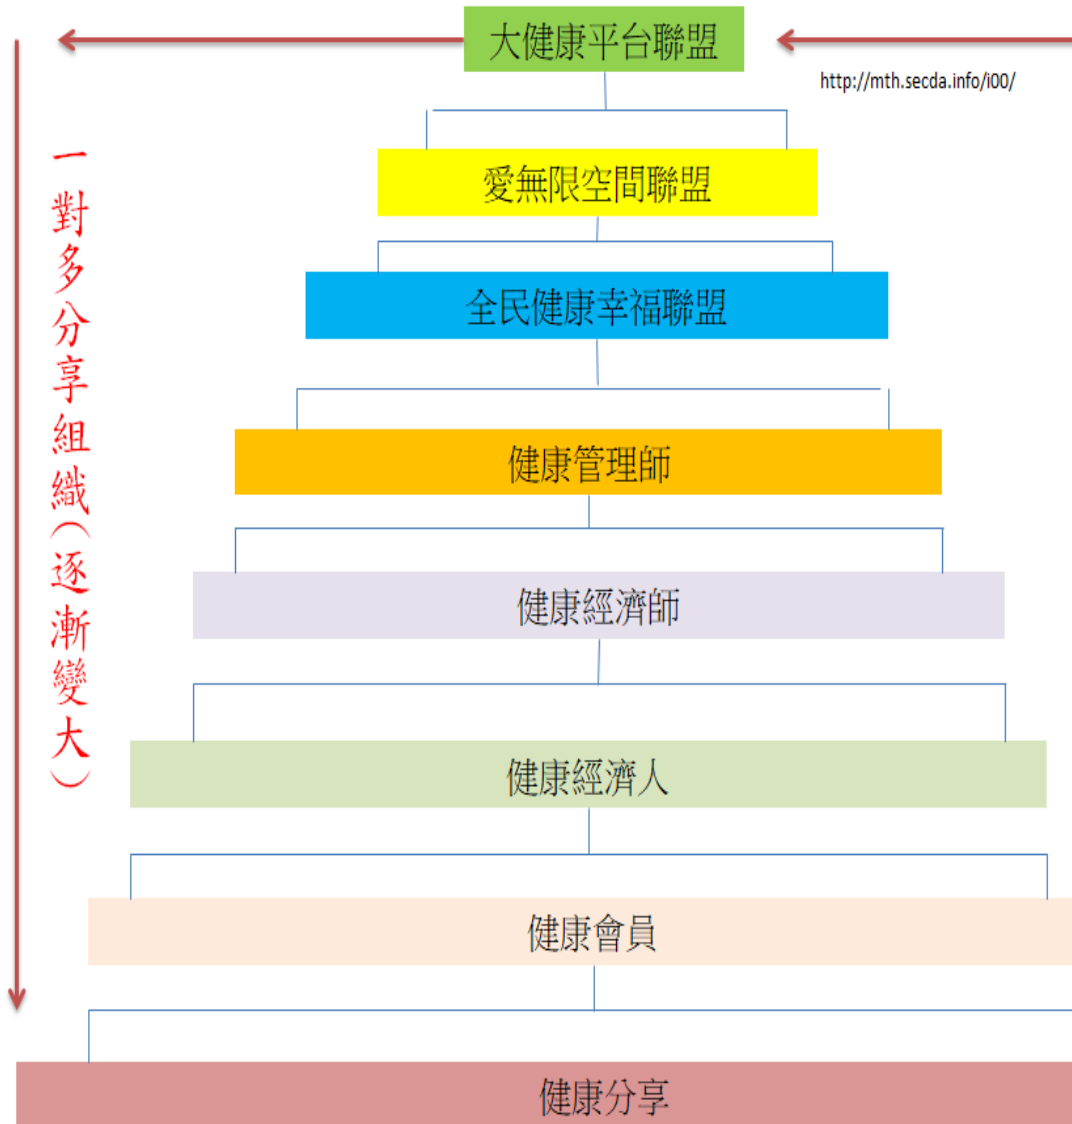 大健康平台聯盟
http://mth.secda.info/i00/
一對多分享組織(逐漸變大)
愛無限空間聯盟
全民健康幸福聯盟
健康管理師
健康經濟師
健康經濟人
健康會員
健康分享